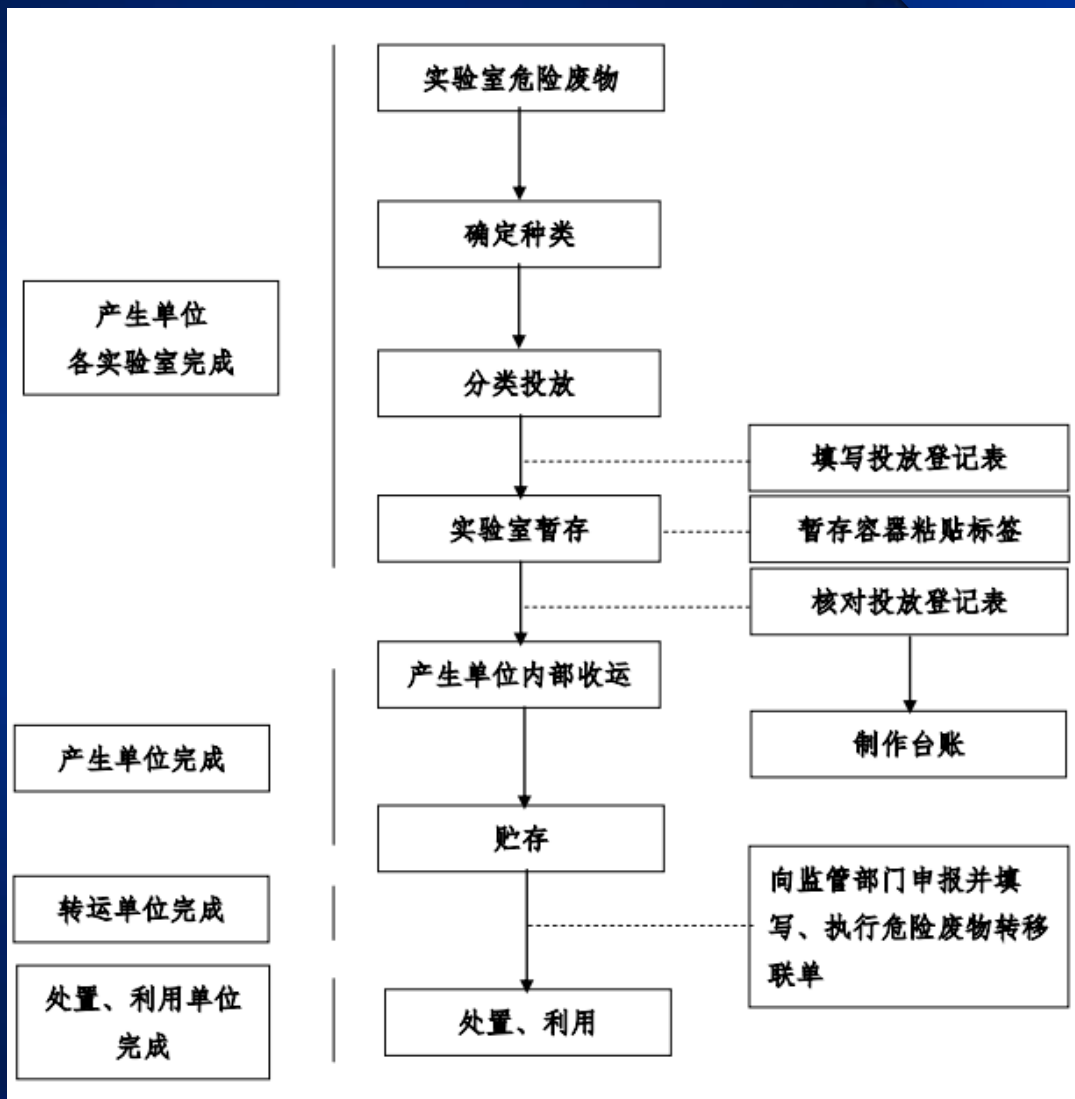 实验室危险废物
确定种类
产生单位
各实验室完成
分类投放
填写投放登记表
实验室暂存
暂存容器粘贴标签
核对投放登记表
产生单位内部收运
制作台账
产生单位完成
贮存
向监管部门申报并填
写、执行危险废物转移
联单
转运单位完成
处置、利用单位
完成
处置、利用